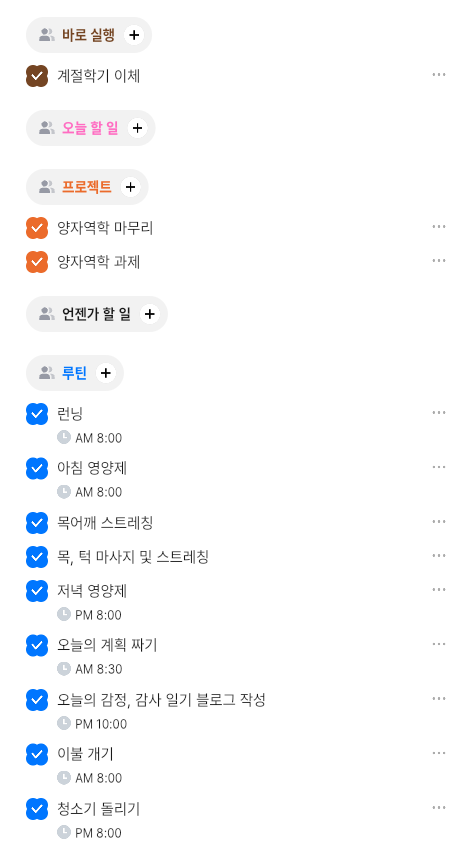 바로 실행 +
계절학기 이체
오늘 할 일 +
프로젝트 +
양자역학 마무리
양자역학 과제
언젠가 할 일 +
루틴 +
런닝
AM 8:00
아침 영양제
AM 8:00
목어깨 스트레칭
목, 턱 마사지 및 스트레칭
저녁 영양제
PM 8:00
오늘의 계획 짜기
AM 8:30
오늘의 감정, 감사 일기 블로그 작성
PM 10:00
이불 개기
AM 8:00
청소기 돌리기
PM 8:00